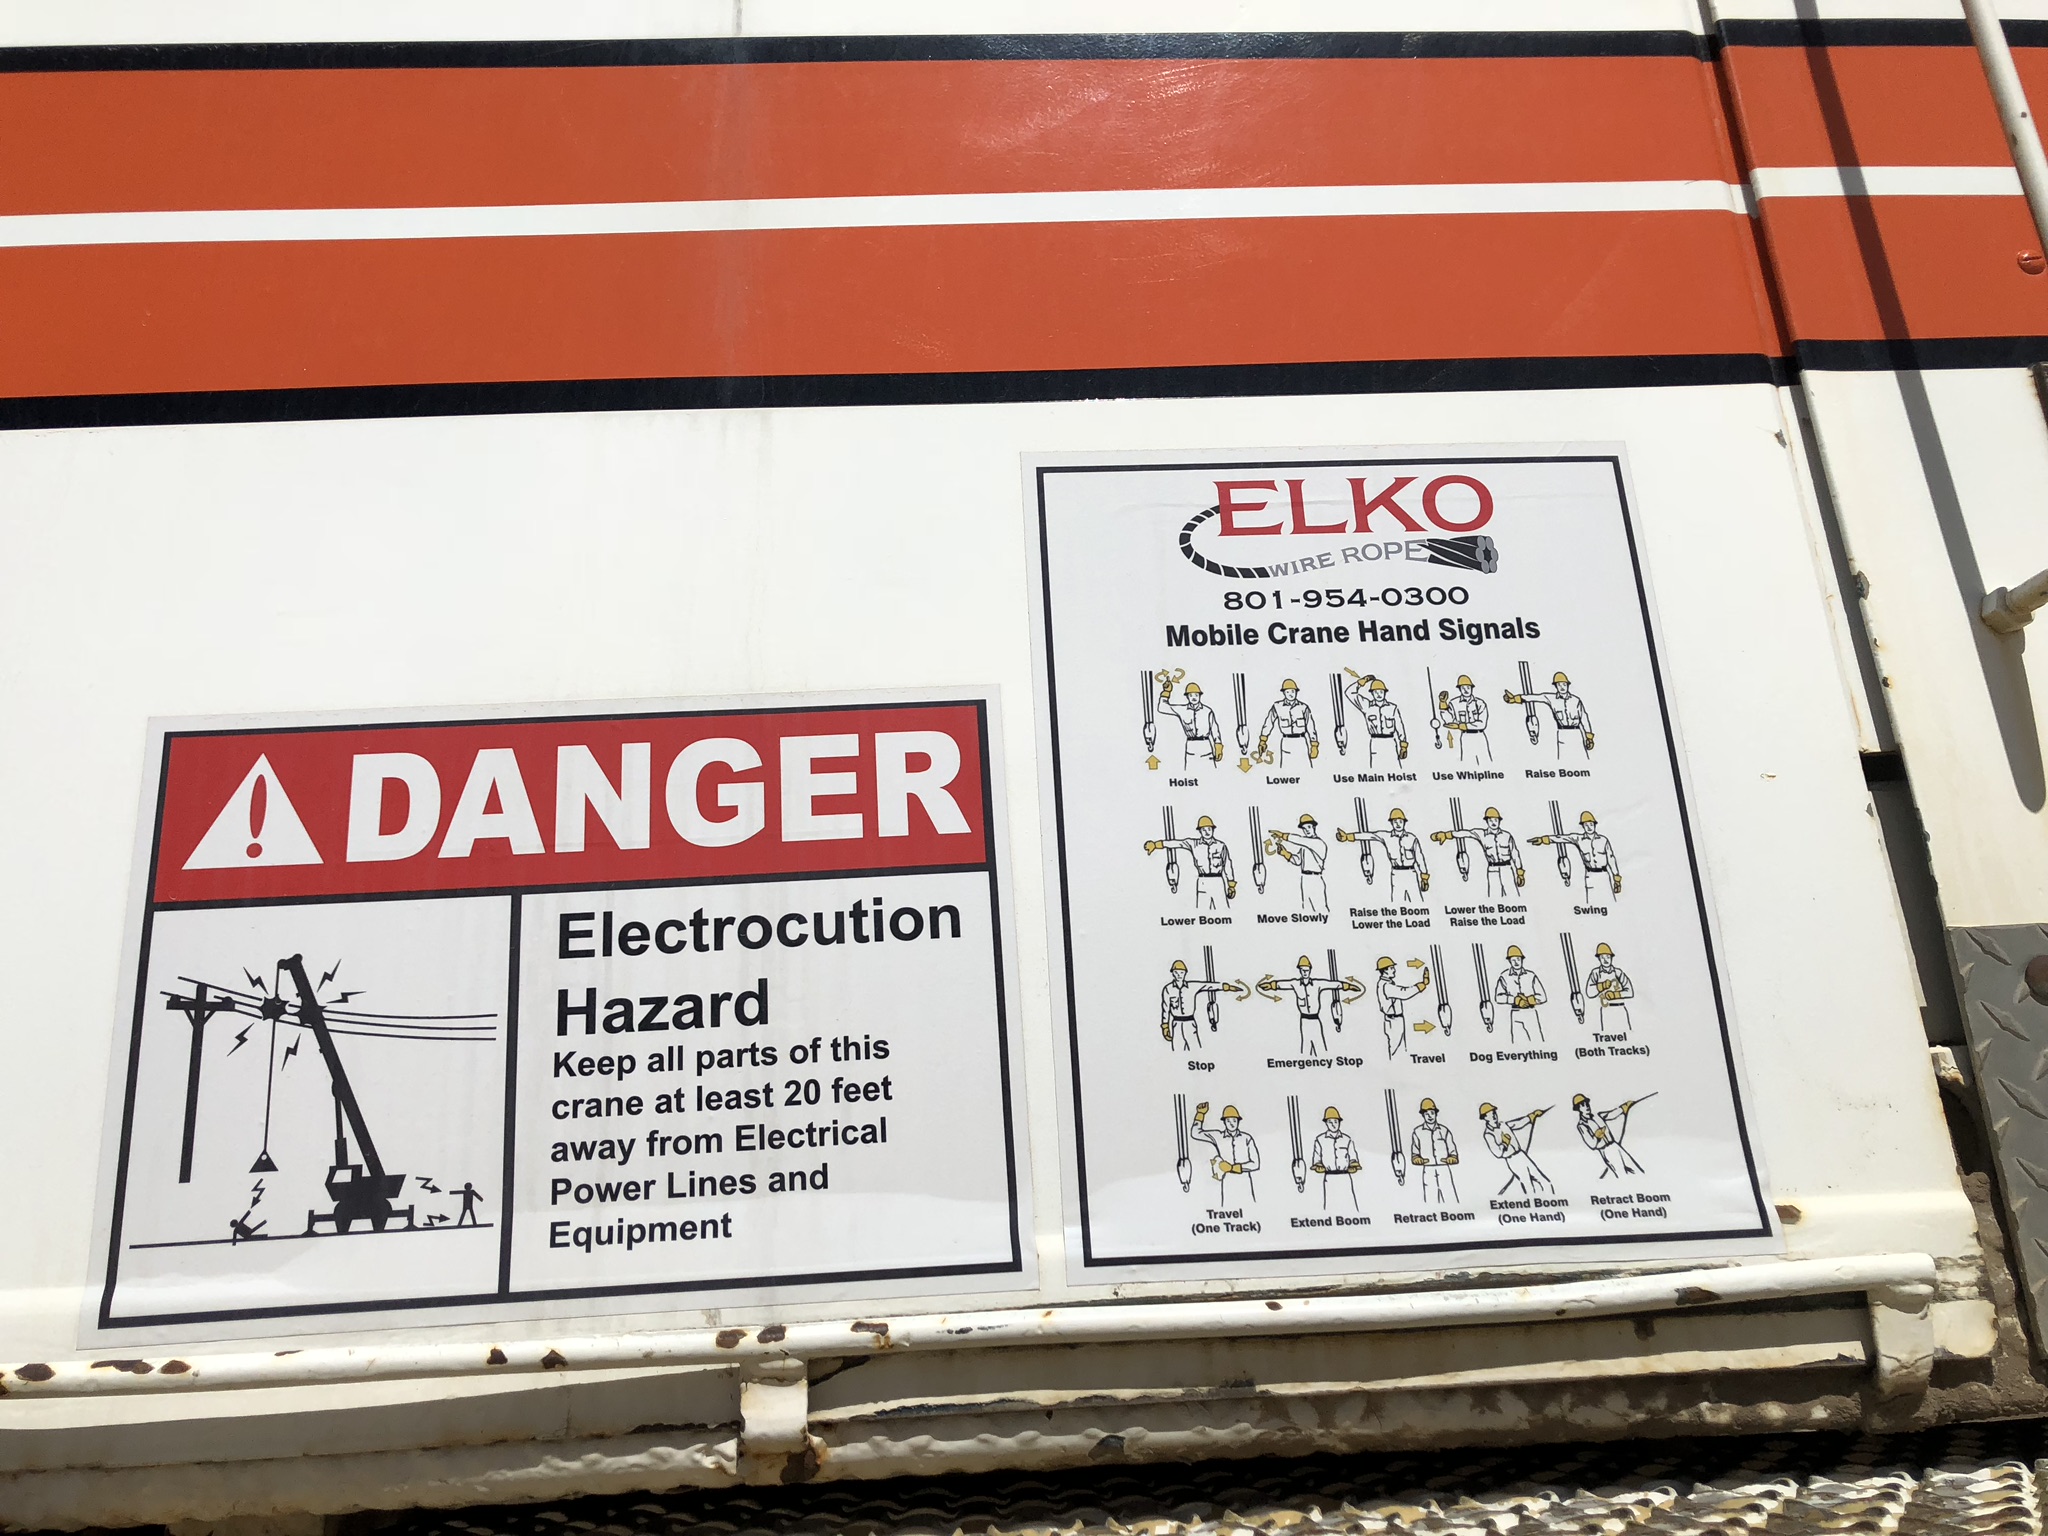 DANGER
Electrocution
Hazard
Keep all parts of this
crane at least 20 feet
away from Electrical
Power Lines and
Equipment
ELKO
WIRE ROPE
801-954-0300
Mobile Crane Hand Signals
Hoist
Lower
Use Main Hoist
Use Whipline
Raise Boom
Lower Boom
Move Slowly
Raise the Boom
Lower the Load
Lower the Boom
Raise the Load
Swing
Stop
Emergency Stop
Travel
Dog Everything
Travel
(Both Tracks)
Travel
(One Track)
Extend Boom
Retract Boom
Extend Boom
(One Hand)
Retract Boom
(One Hand)